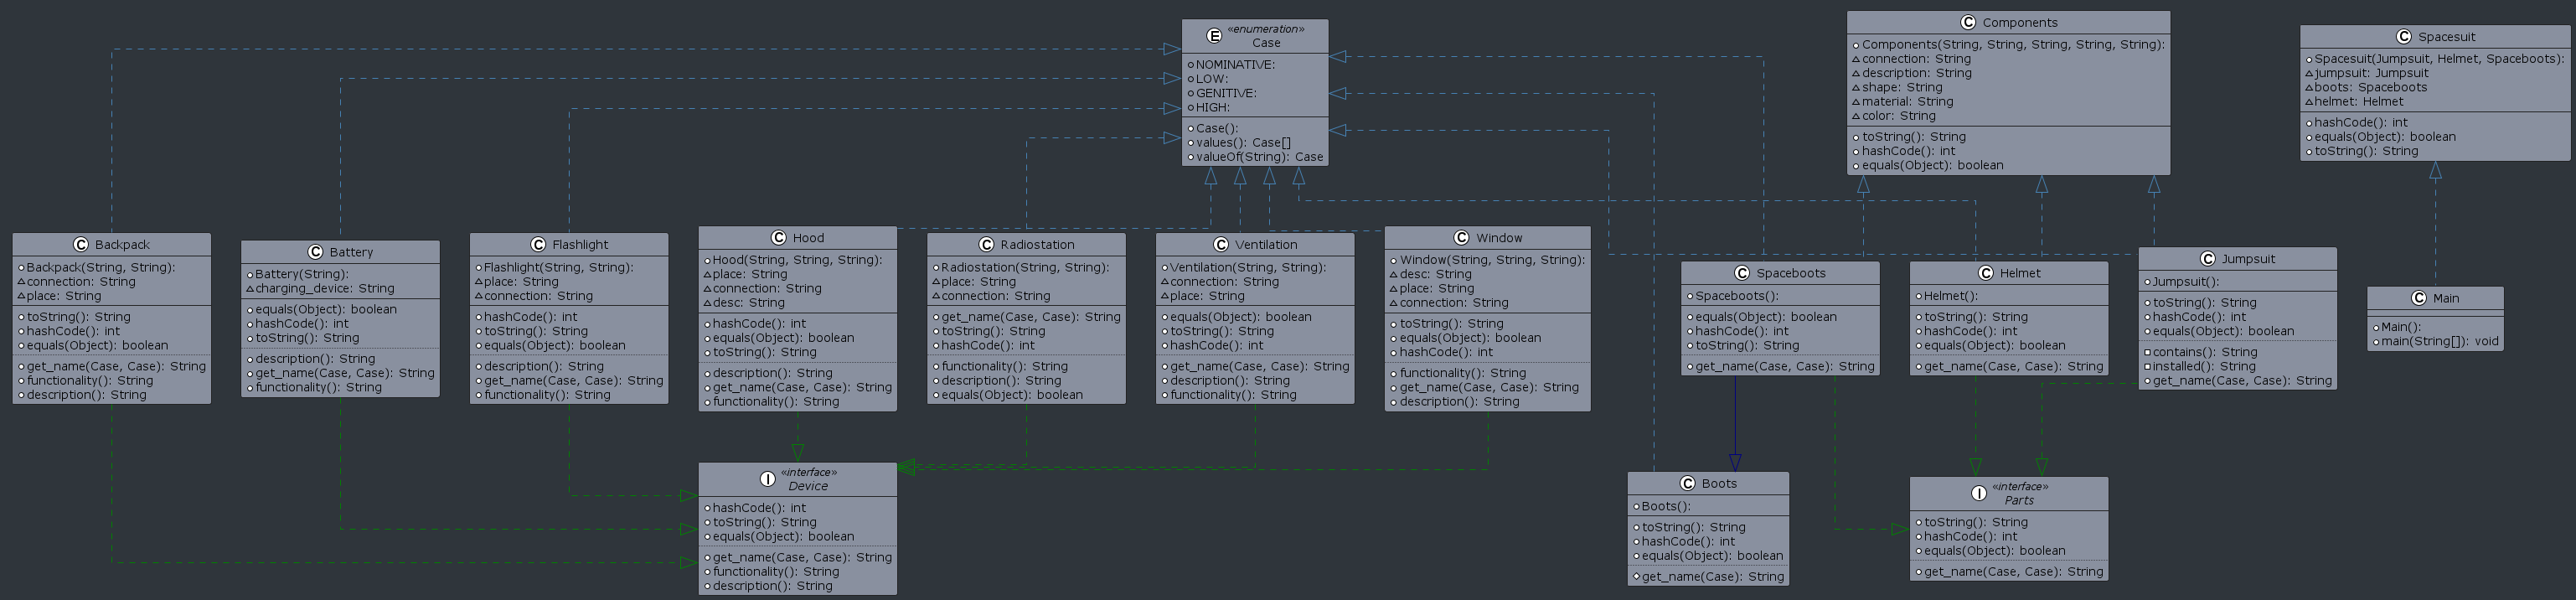 «enumeration»
E Case
NOMINATIVE:
LOW:
GENITIVE:
HIGH:
Case():
values(): Case[]
valueOf(String): Case
C Components
Components(String, String, String, String, String):
connection: String
description: String
shape: String
material: String
color: String
toString(): String
hashCode(): int
equals(Object): boolean
C Spacesuit
Spacesuit(Jumpsuit, Helmet, Spaceboots):
jumpsuit: Jumpsuit
boots: Spaceboots
helmet: Helmet
hashCode(): int
equals(Object): boolean
toString(): String
C Backpack
Backpack(String, String):
connection: String
place: String
toString(): String
hashCode(): int
equals(Object): boolean
get_name(Case, Case): String
functionality(): String
description(): String
C Battery
Battery(String):
charging_device: String
equals(Object): boolean
hashCode(): int
toString(): String
description(): String
get_name(Case, Case): String
functionality(): String
C Flashlight
Flashlight(String, String):
place: String
connection: String
hashCode(): int
toString(): String
equals(Object): boolean
description(): String
get_name(Case, Case): String
functionality(): String
C Hood
Hood(String, String, String):
place: String
connection: String
desc: String
hashCode(): int
equals(Object): boolean
toString(): String
description(): String
get_name(Case, Case): String
functionality(): String
C Radiostation
Radiostation(String, String):
place: String
connection: String
get_name(Case, Case): String
toString(): String
hashCode(): int
functionality(): String
description(): String
equals(Object): boolean
C Ventilation
Ventilation(String, String):
connection: String
place: String
equals(Object): boolean
toString(): String
hashCode(): int
get_name(Case, Case): String
description(): String
functionality(): String
C Window
Window(String, String, String):
desc: String
place: String
connection: String
toString(): String
equals(Object): boolean
hashCode(): int
functionality(): String
get_name(Case, Case): String
description(): String
C Spaceboots
Spaceboots():
equals(Object): boolean
hashCode(): int
toString(): String
get_name(Case, Case): String
C Helmet
Helmet():
toString(): String
hashCode(): int
equals(Object): boolean
get_name(Case, Case): String
C Jumpsuit
Jumpsuit():
toString(): String
hashCode(): int
equals(Object): boolean
contains(): String
installed(): String
get_name(Case, Case): String
C Main
Main():
main(String[]): void
«interface»
I Device
hashCode(): int
toString(): String
equals(Object): boolean
get_name(Case, Case): String
functionality(): String
description(): String
C Boots
Boots():
toString(): String
hashCode(): int
equals(Object): boolean
get_name(Case): String
«interface»
I Parts
toString(): String
hashCode(): int
equals(Object): boolean
get_name(Case, Case): String